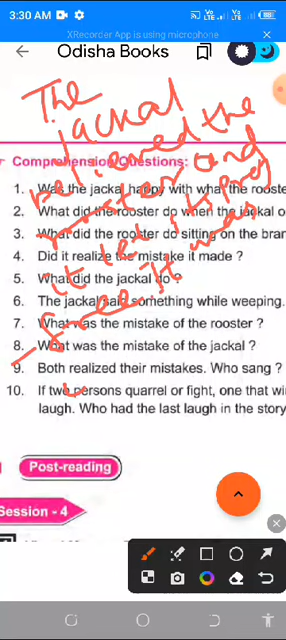 3:30 AM
XRecorder App is using microphone
Odisha Books
The
jackal
believed the
rooster and
it let its prey
free. it was
Comprehension Questions:
1. Was the jackal happy with what the rooste
2. What did the rooster do when the jackal o
3. What did the rooster do sitting on the bran
4. Did it realize the mistake it made ?
5. What did the jackal do ?
6. The jackal said something while weeping.
7. What was the mistake of the rooster ?
8. What was the mistake of the jackal ?
9. Both realized their mistakes. Who sang ?
10. If two persons quarrel or fight, one that wi
laugh. Who had the last laugh in the story
Post-reading
Session - 4